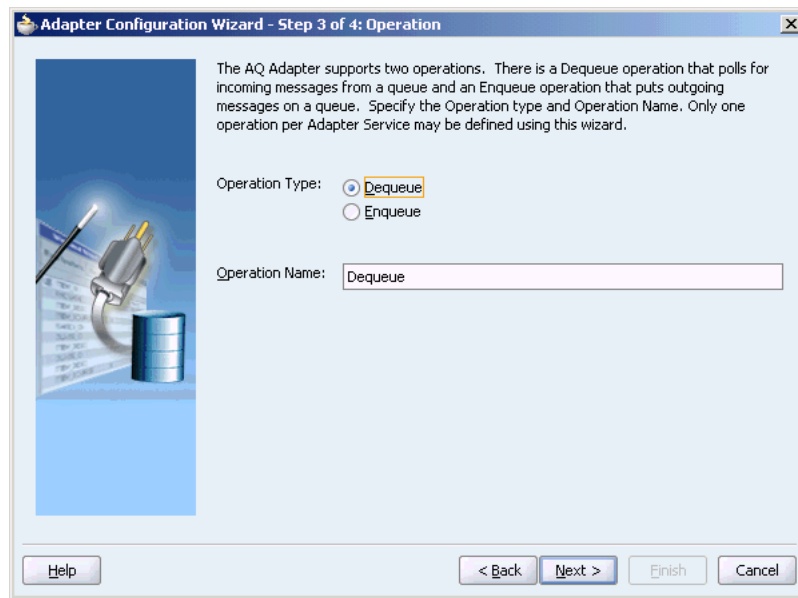 Adapter Configuration Wizard - Step 3 of 4: Operation
The AQ Adapter supports two operations. There is a Dequeue operation that polls for
incoming messages from a queue and an Enqueue operation that puts outgoing
messages on a queue. Specify the Operation type and Operation Name. Only one
operation per Adapter Service may be defined using this wizard.
Operation Type:
Dequeue
Enqueue
Operation Name:
Dequeue
Help
< Back
Next >
Finish
Cancel